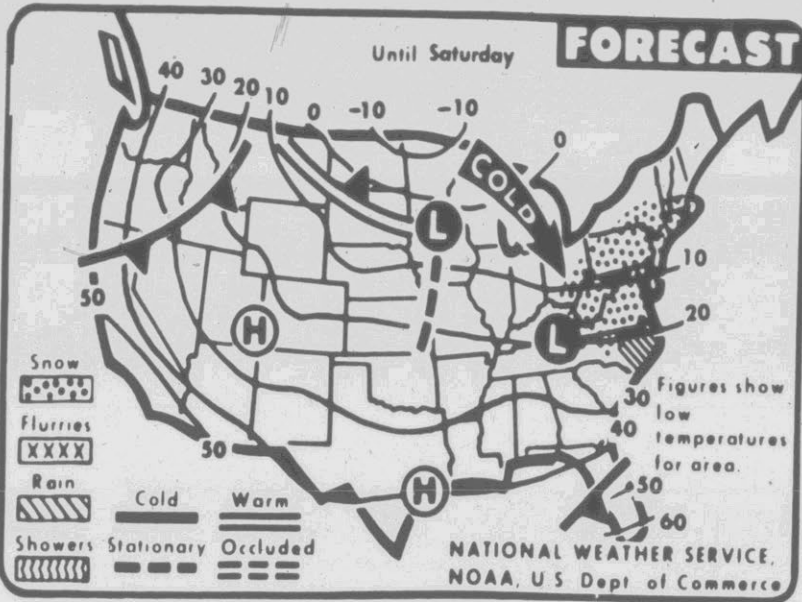 Until Saturday
FORECAST
40 30 20 10 0 -10 -10 0
COLD
L
10
50
20
H
L
Snow
30
Figures show
low
40
temperatures
for area.
Flurries
XXXX
50
H
50
60
Rain
Cold Warm
Showers Stationary Occluded
NATIONAL WEATHER SERVICE,
NOAA, U S Dept. of Commerce